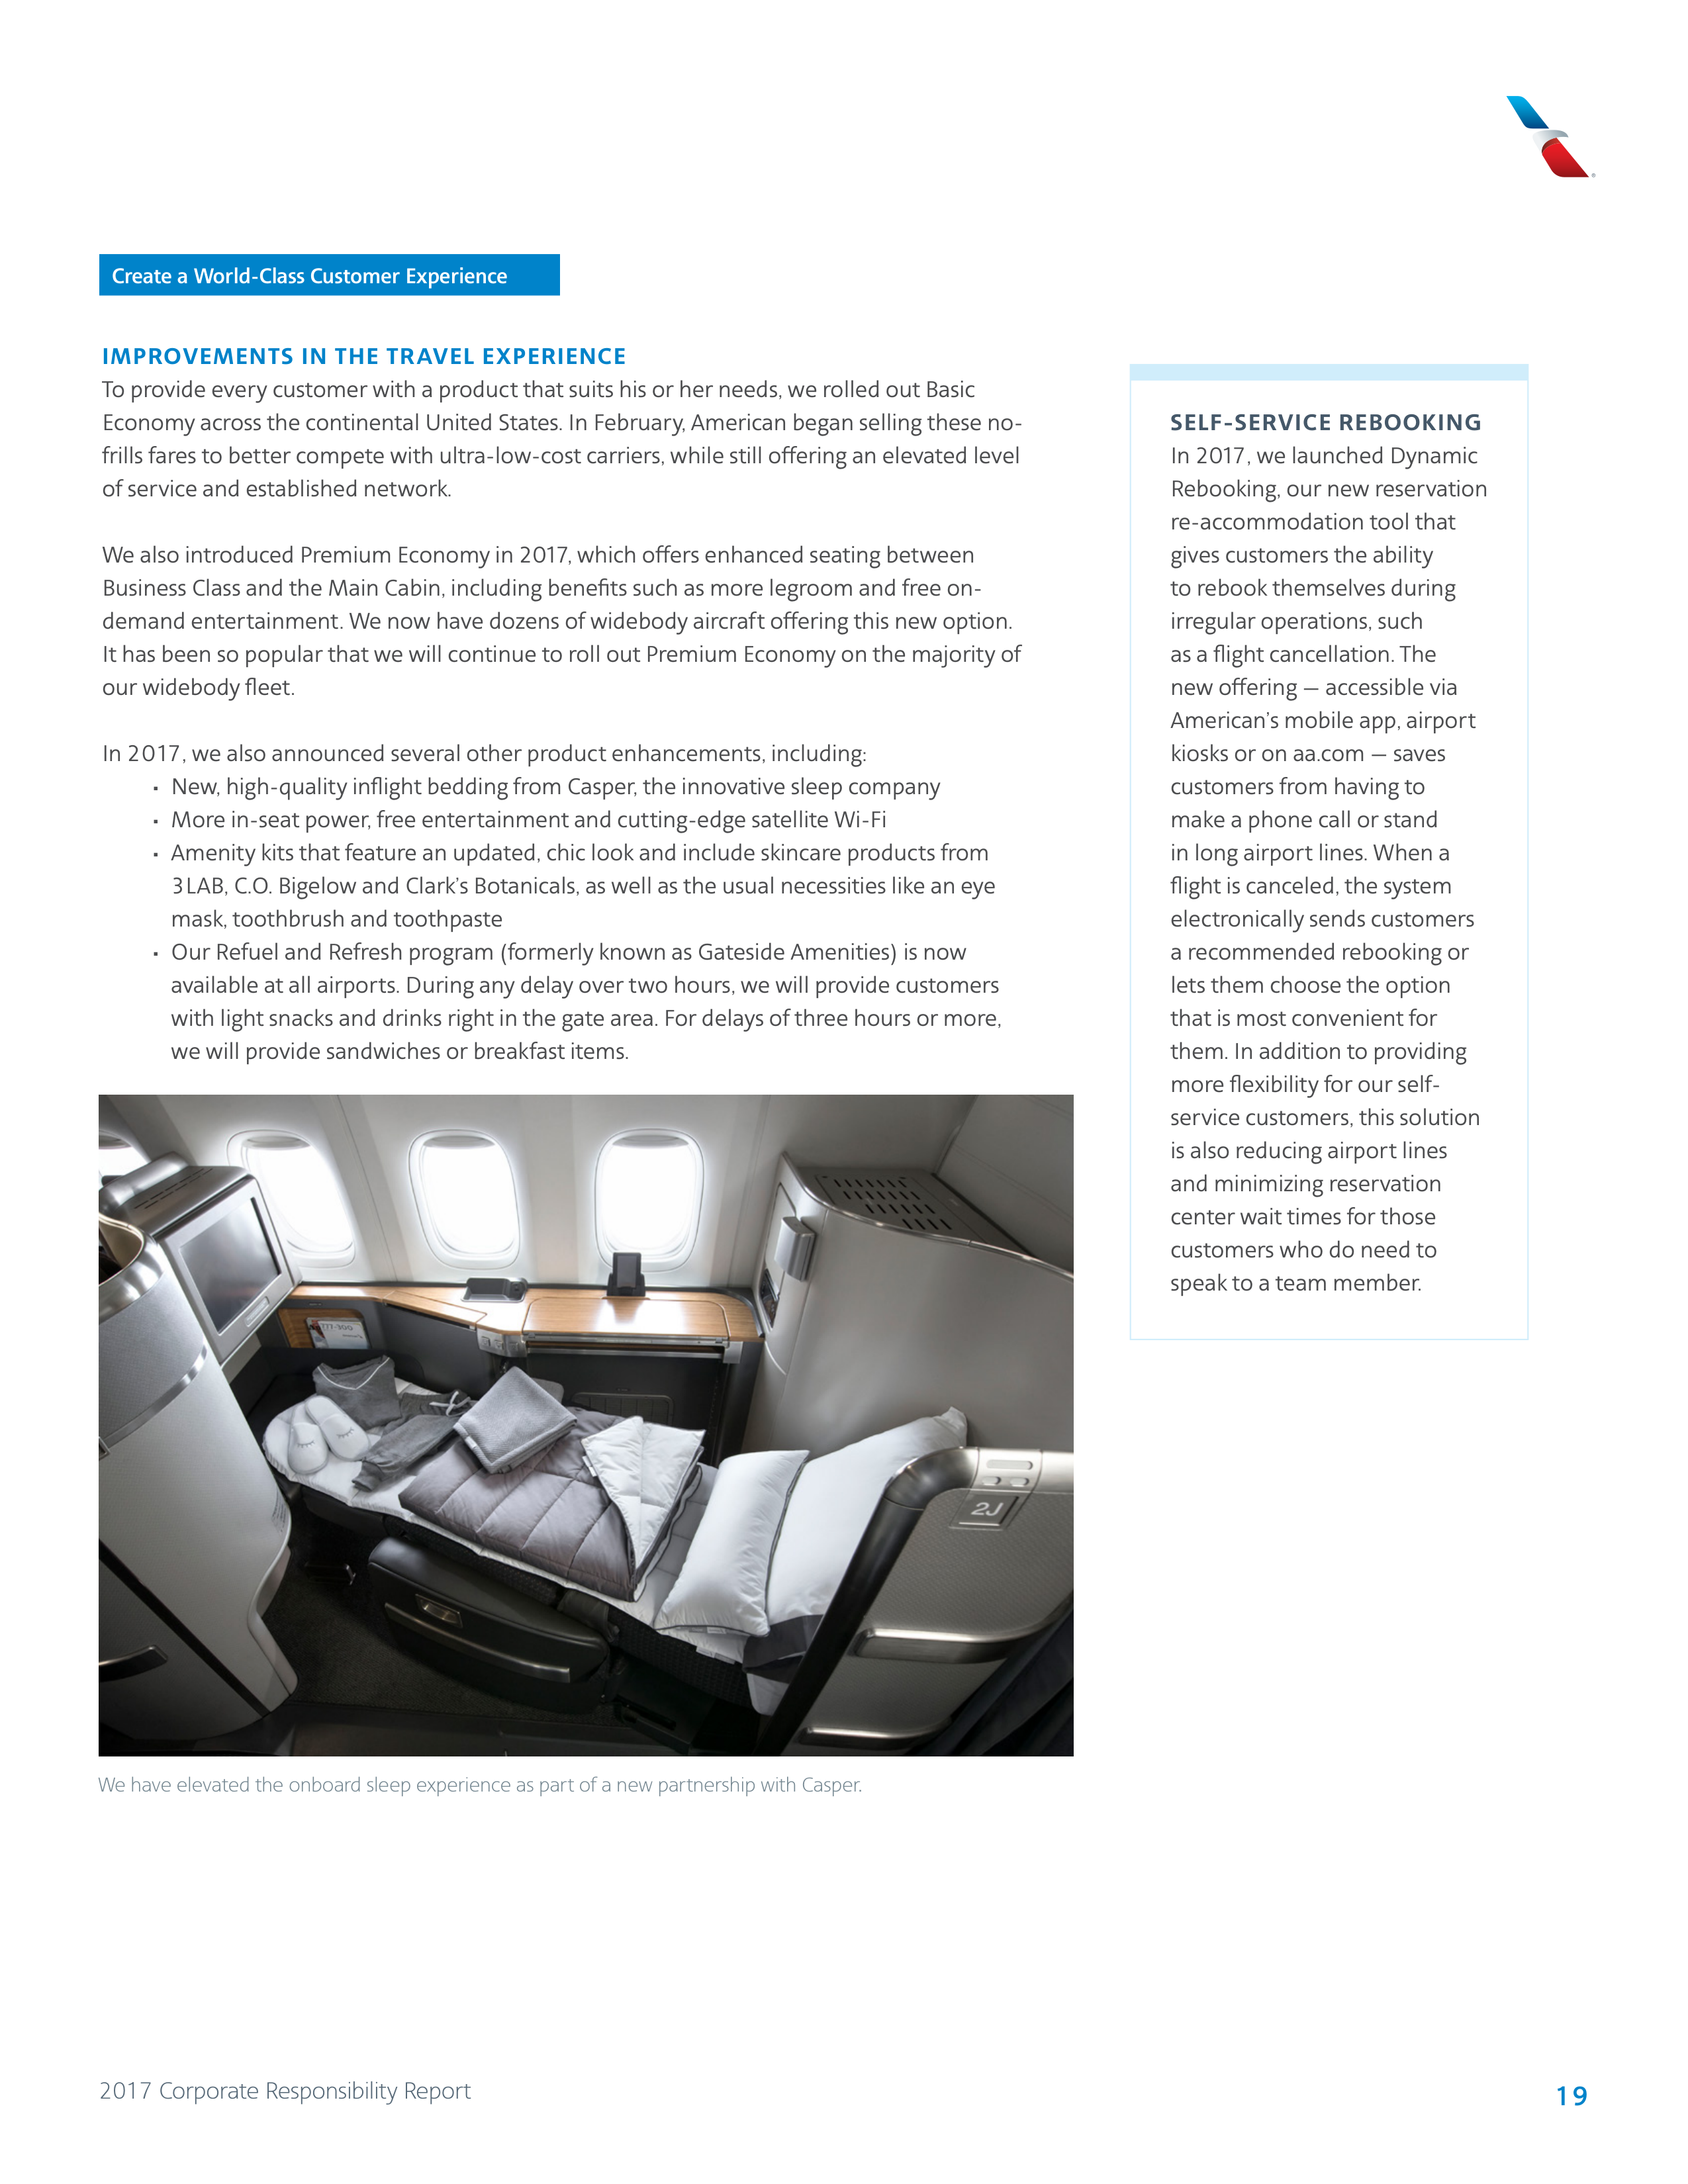 Create a World-Class Customer Experience
IMPROVEMENTS IN THE TRAVEL EXPERIENCE
To provide every customer with a product that suits his or her needs, we rolled out Basic
Economy across the continental United States. In February, American began selling these no-
frills fares to better compete with ultra-low-cost carriers, while still offering an elevated level
of service and established network.
We also introduced Premium Economy in 2017, which offers enhanced seating between
Business Class and the Main Cabin, including benefits such as more legroom and free on-
demand entertainment. We now have dozens of widebody aircraft offering this new option.
It has been so popular that we will continue to roll out Premium Economy on the majority of
our widebody fleet.
In 2017, we also announced several other product enhancements, including:
• New, high-quality inflight bedding from Casper, the innovative sleep company
• More in-seat power, free entertainment and cutting-edge satellite Wi-Fi
• Amenity kits that feature an updated, chic look and include skincare products from
3LAB, C.O. Bigelow and Clark's Botanicals, as well as the usual necessities like an eye
mask, toothbrush and toothpaste
• Our Refuel and Refresh program (formerly known as Gateside Amenities) is now
available at all airports. During any delay over two hours, we will provide customers
with light snacks and drinks right in the gate area. For delays of three hours or more,
we will provide sandwiches or breakfast items.
777-300
2J
We have elevated the onboard sleep experience as part of a new partnership with Casper.
SELF-SERVICE REBOOKING
In 2017, we launched Dynamic
Rebooking, our new reservation
re-accommodation tool that
gives customers the ability
to rebook themselves during
irregular operations, such
as a flight cancellation. The
new offering — accessible via
American's mobile app, airport
kiosks or on aa.com — saves
customers from having to
make a phone call or stand
in long airport lines. When a
flight is canceled, the system
electronically sends customers
a recommended rebooking or
lets them choose the option
that is most convenient for
them. In addition to providing
more flexibility for our self-
service customers, this solution
is also reducing airport lines
and minimizing reservation
center wait times for those
customers who do need to
speak to a team member.
2017 Corporate Responsibility Report
19